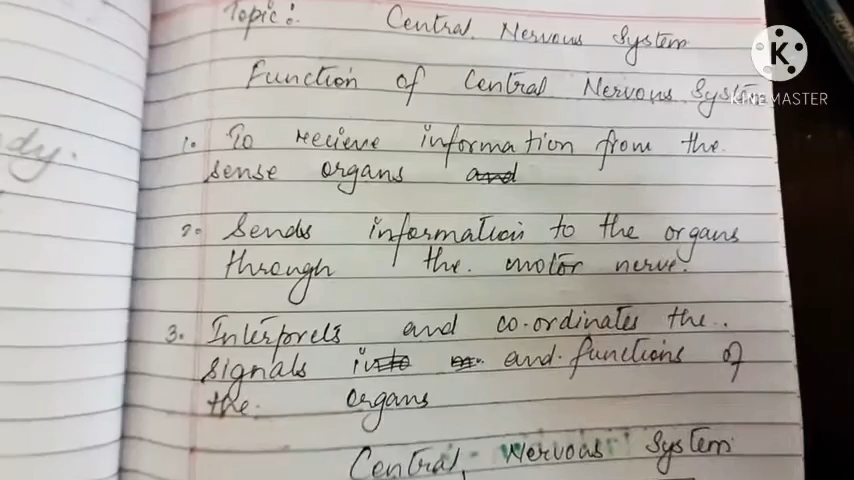 Topic: Central Nervous System
Function of Central Nervous System
1. To recieve information from the
sense organs and
2. Sends information to the organs
through the motor nerve.
3. Interprets and co-ordinates the..
signals into and functions of
the organs
Central Nervous System
dy.
K
KINEMASTER